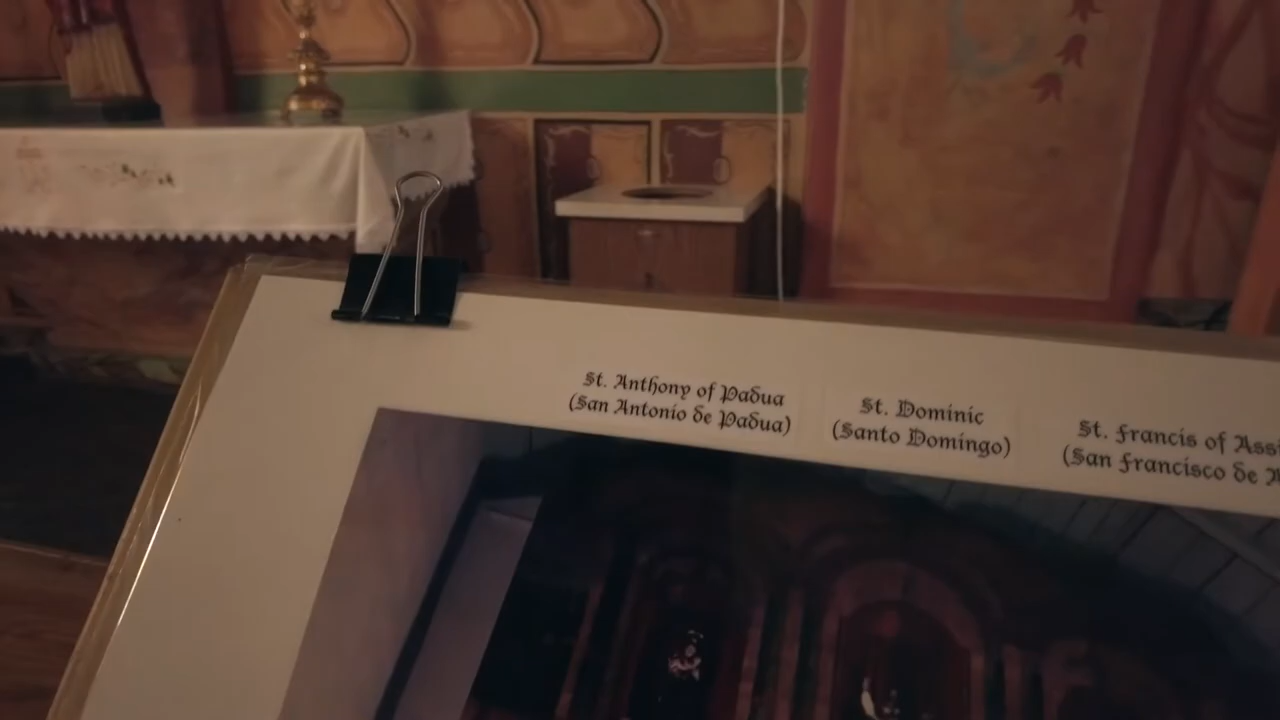 St. Anthony of Padua
(San Antonio de Padua)
St. Dominic
(Santo Domingo)
St. Francis of
(San Francisco de